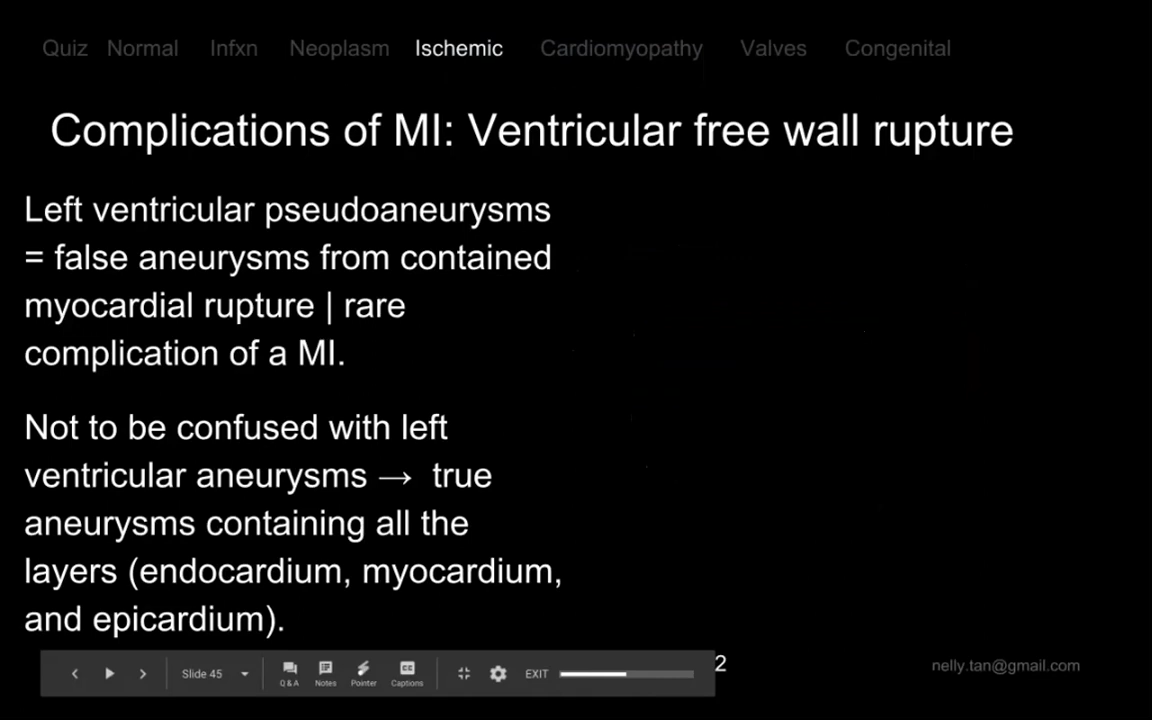 Quiz Normal Infxn Neoplasm Ischemic Cardiomyopathy Valves Congenital
Complications of MI: Ventricular free wall rupture
Left ventricular pseudoaneurysms
= false aneurysms from contained
myocardial rupture | rare
complication of a MI.
Not to be confused with left
ventricular aneurysms → true
aneurysms containing all the
layers (endocardium, myocardium,
and epicardium).
2
nelly.tan@gmail.com
Slide 45
Q & A Notes Pointer Captions
EXIT